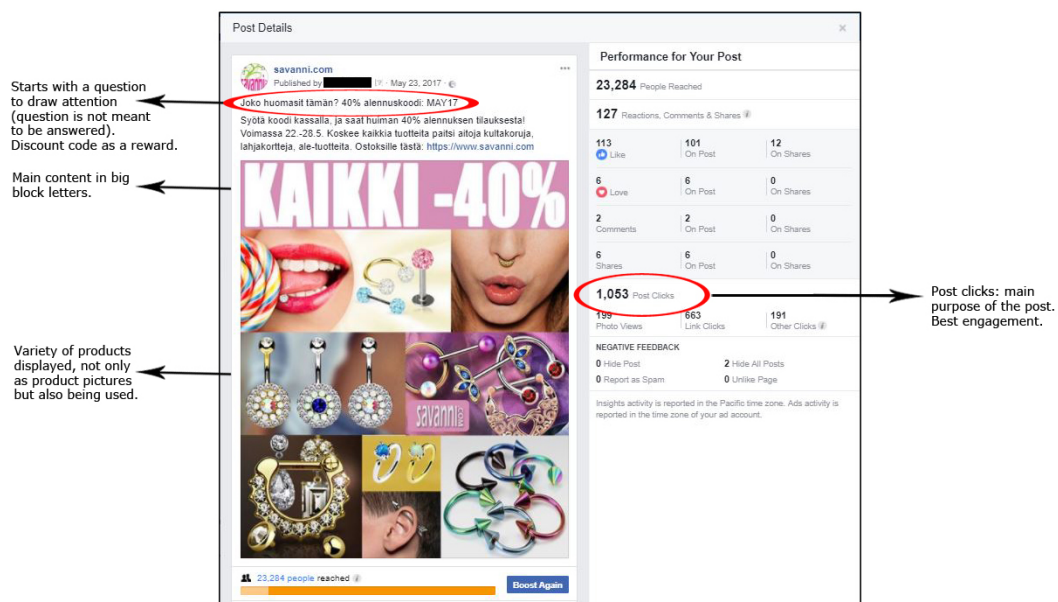 Post Details
Starts with a question
to draw attention
(question is not meant
to be answered).
Discount code as a reward.
Main content in big
block letters.
Variety of products
displayed, not only
as product pictures
but also being used.
savanni.com
Published by
May 23, 2017
Joko huomasit tämän? 40% alennuskoodi: MAY17
Syötä koodi kassalla, ja säät huiman 40% alennuksen tilauksesta!
Voimassa 22.-28.5. Koskee kaikkia tuotteita paitsi aitoja kultakoruja,
lahjakortteja, ale-tuotteita. Ostoksille tästä: https://www.savanni.com
KAIKKI -40%
savanni
23,284 people reached
Boost Again
Performance for Your Post
23,284 People Reached
127 Reactions, Comments & Shares
113 101 12
Like On Post On Shares
6 6 0
Love On Post On Shares
2 2 0
Comments On Post On Shares
6 6 0
Shares On Post On Shares
1,053 Post Clicks
199 663 191
Photo Views Link Clicks Other Clicks
NEGATIVE FEEDBACK
0 Hide Post 2 Hide All Posts
0 Report as Spam 0 Unlike Page
Insights activity is reported in the Pacific time zone. Ads activity is
reported in the time zone of your ad account.
Post clicks: main
purpose of the post.
Best engagement.